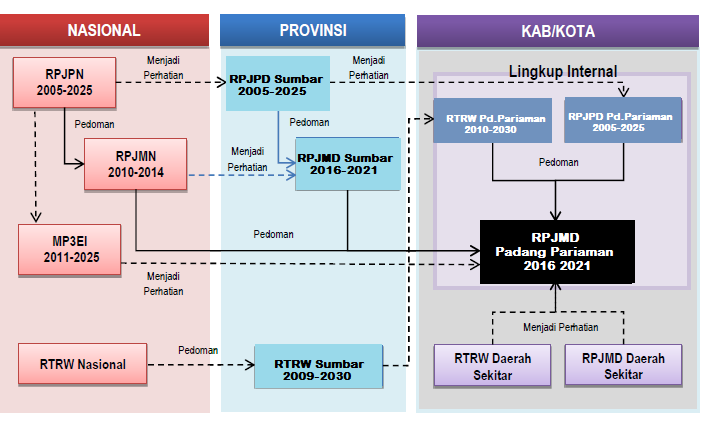 NASIONAL
PROVINSI
KAB/KOTA
RPJPN
2005-2025
Menjadi
Perhatian
RPJPD Sumbar
2005-2025
Menjadi
Perhatian
Lingkup Internal
RTRW Pd.Pariaman
2010-2030
RPJPD Pd.Pariaman
2005-2025
Pedoman
RPJMN
2010-2014
Menjadi
Perhatian
Pedoman
RPJMD Sumbar
2016-2021
Pedoman
MP3EI
2011-2025
Pedoman
RPJMD
Padang Pariaman
2016 2021
Menjadi
Perhatian
Menjadi Perhatian
RTRW Nasional
Pedoman
RTRW Sumbar
2009-2030
RTRW Daerah
Sekitar
RPJMD Daerah
Sekitar